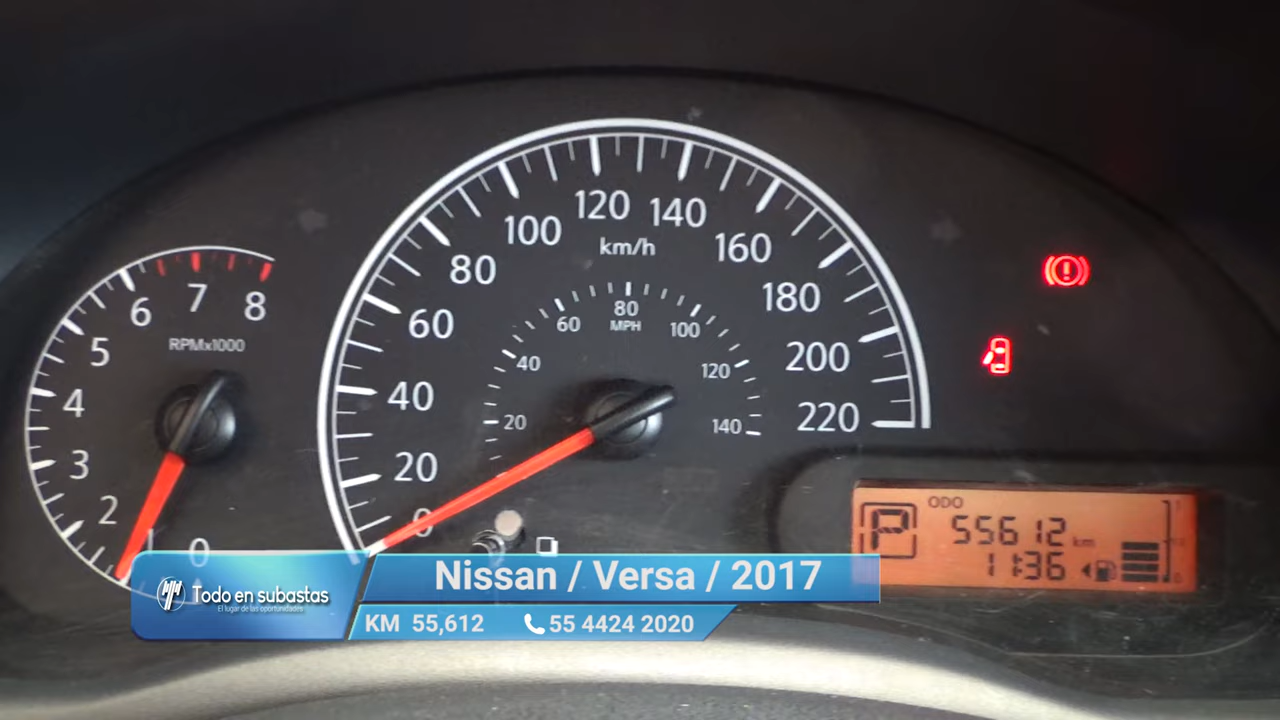 0
1
2
3
4
5
6
7
8
RPMx1000
0
20
40
60
80
100
120
140
160
180
200
220
km/h
20
40
60
80
100
120
140
MPH
P
ODO
55612 km
11:36
Todo en subastas
El lugar de las oportunidades
Nissan / Versa / 2017
KM 55,612
55 4424 2020